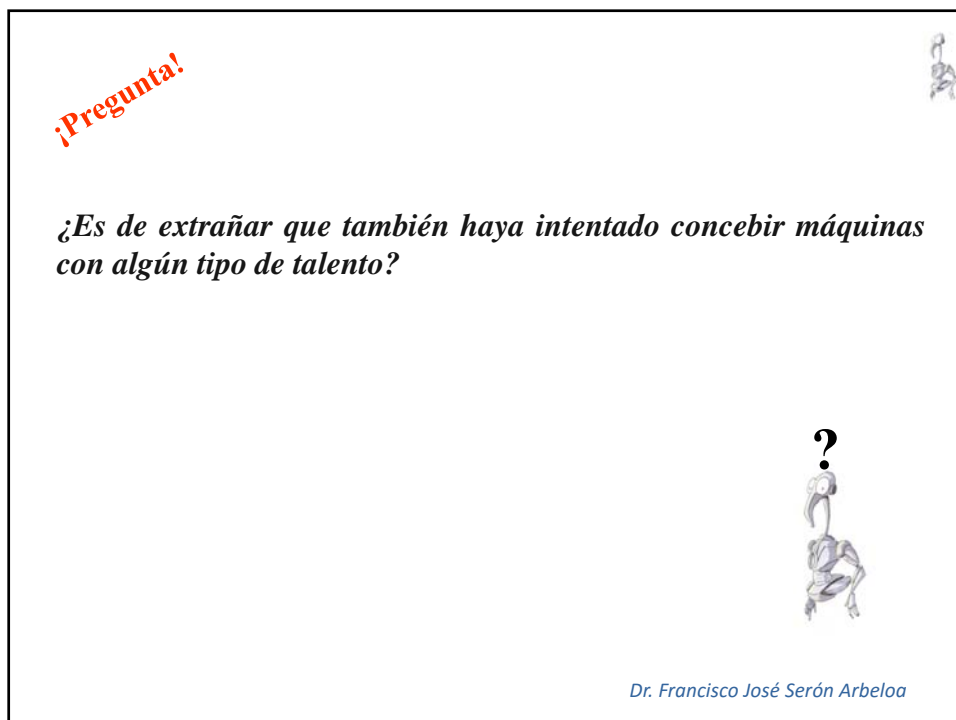 ¡Pregunta!
¿Es de extrañar que también haya intentado concebir máquinas
con algún tipo de talento?
?
Dr. Francisco José Serón Arbeloa